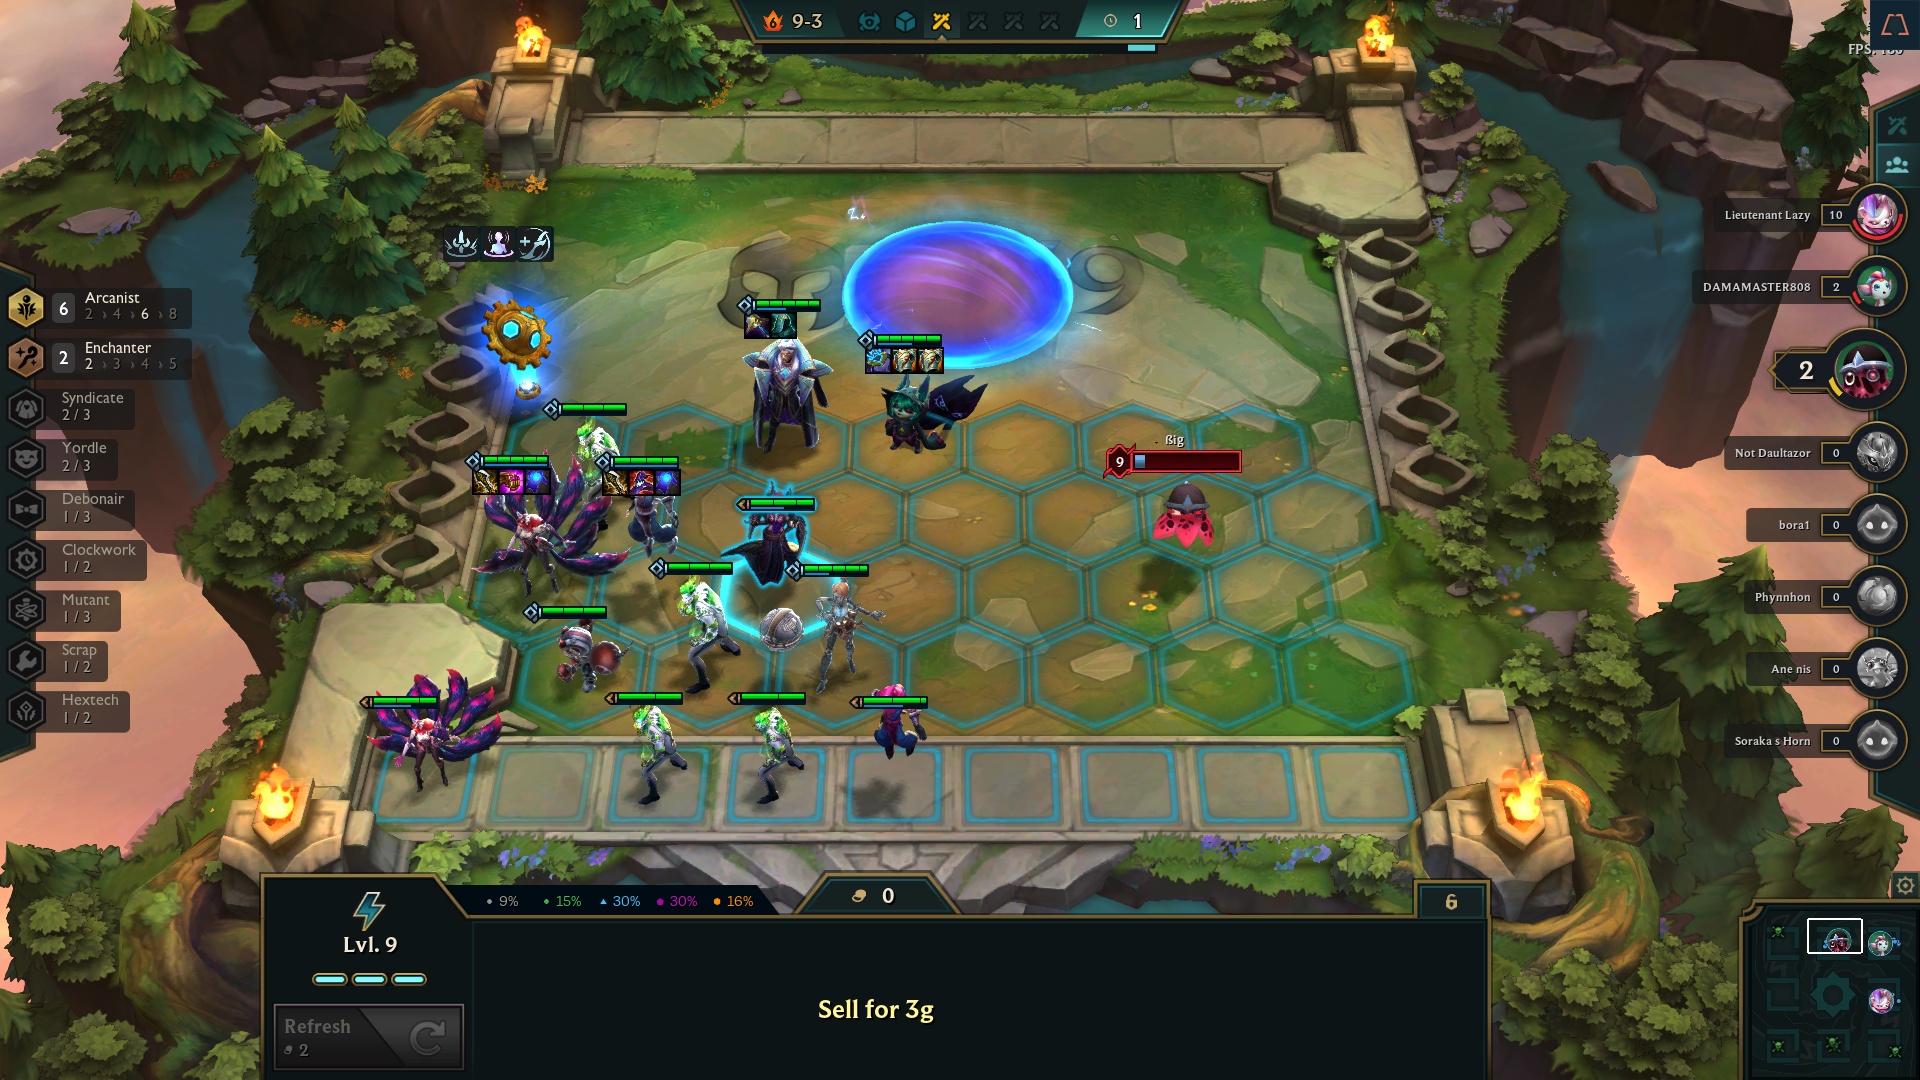 9-3
1
FPS: 180
Arcanist
6
2 › 4 › 6 › 8
Enchanter
2
2 › 3 › 4 › 5
Syndicate
2 / 3
Yordle
2 / 3
Debonair
1 / 3
Clockwork
1 / 2
Mutant
1 / 3
Scrap
1 / 2
Hextech
1 / 2
ßig
9
Lieutenant Lazy 10
DAMAMASTER808 2
2
Not Daultazor 0
bora1 0
Phynnhon 0
Ane nis 0
Soraka s Horn 0
9% 15% 30% 30% 16%
0
6
Lvl. 9
Refresh
2
Sell for 3g